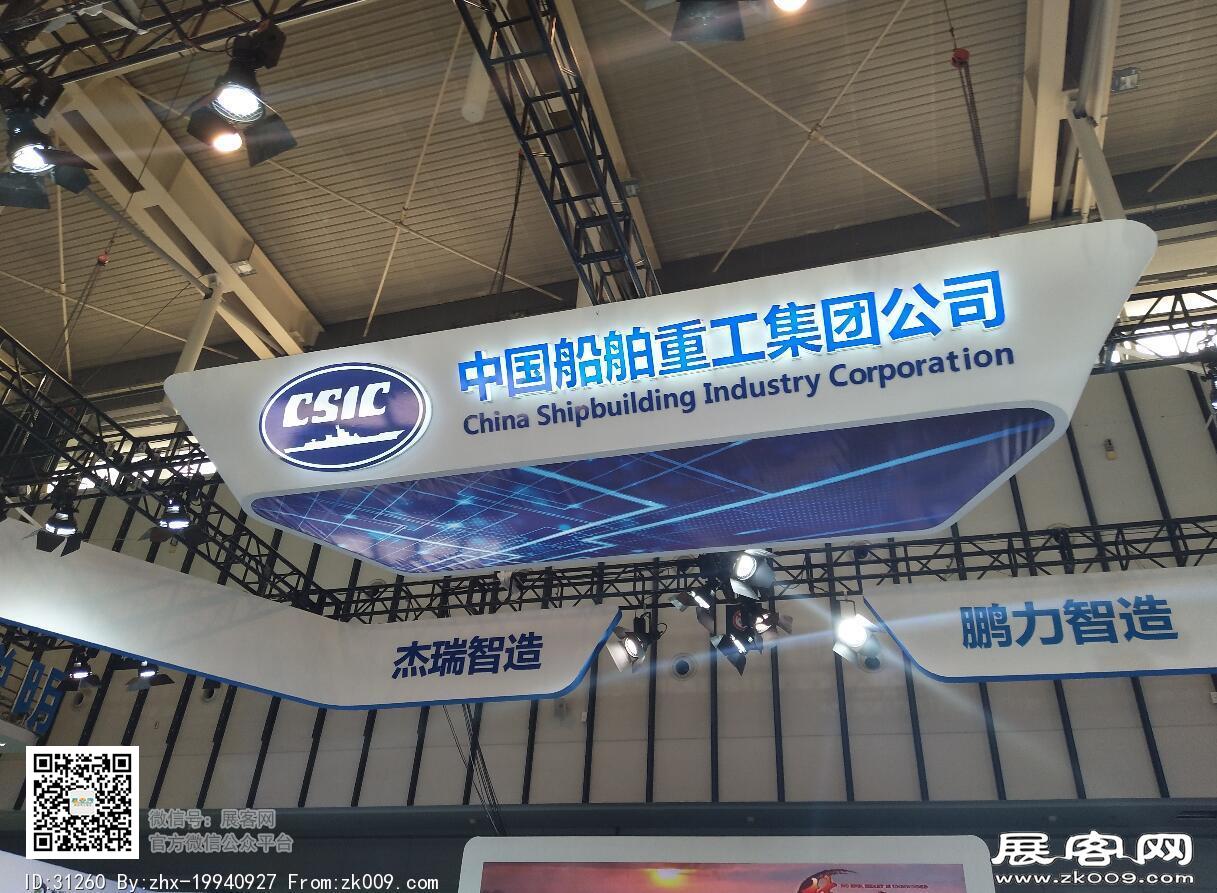 CSIC
中国船舶重工集团公司
China Shipbuilding Industry Corporation
杰瑞智造
鹏力智造
明
微信号：展客网
官方微信公众平台
展客网
www.zk009.com
ID:31260 By:zhx-19940927 From:zk009.com